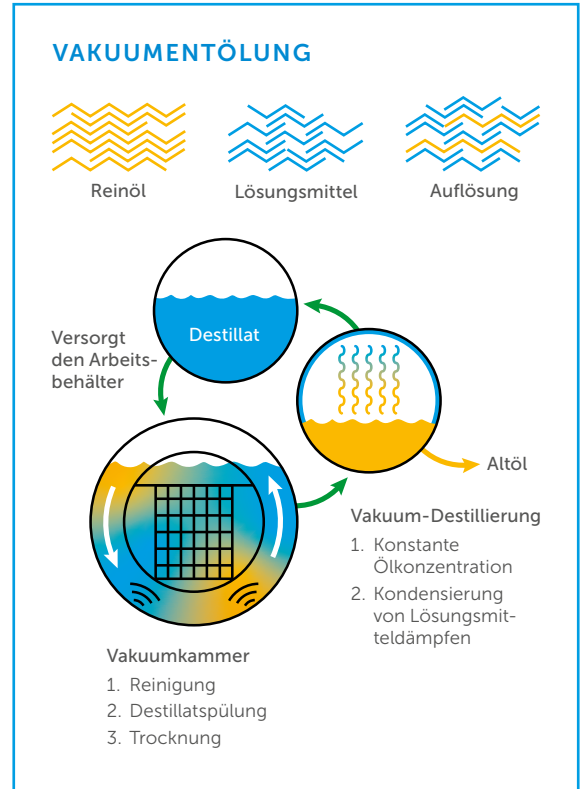 VAKUUMENTÖLUNG
Reinöl
Lösungsmittel
Auflösung
Destillat
Versorgt
den Arbeits-
behälter
Altöl
Vakuum-Destillierung
1. Konstante
Ölkonzentration
2. Kondensierung
von Lösungsmit-
teldämpfen
Vakuumkammer
1. Reinigung
2. Destillatspülung
3. Trocknung